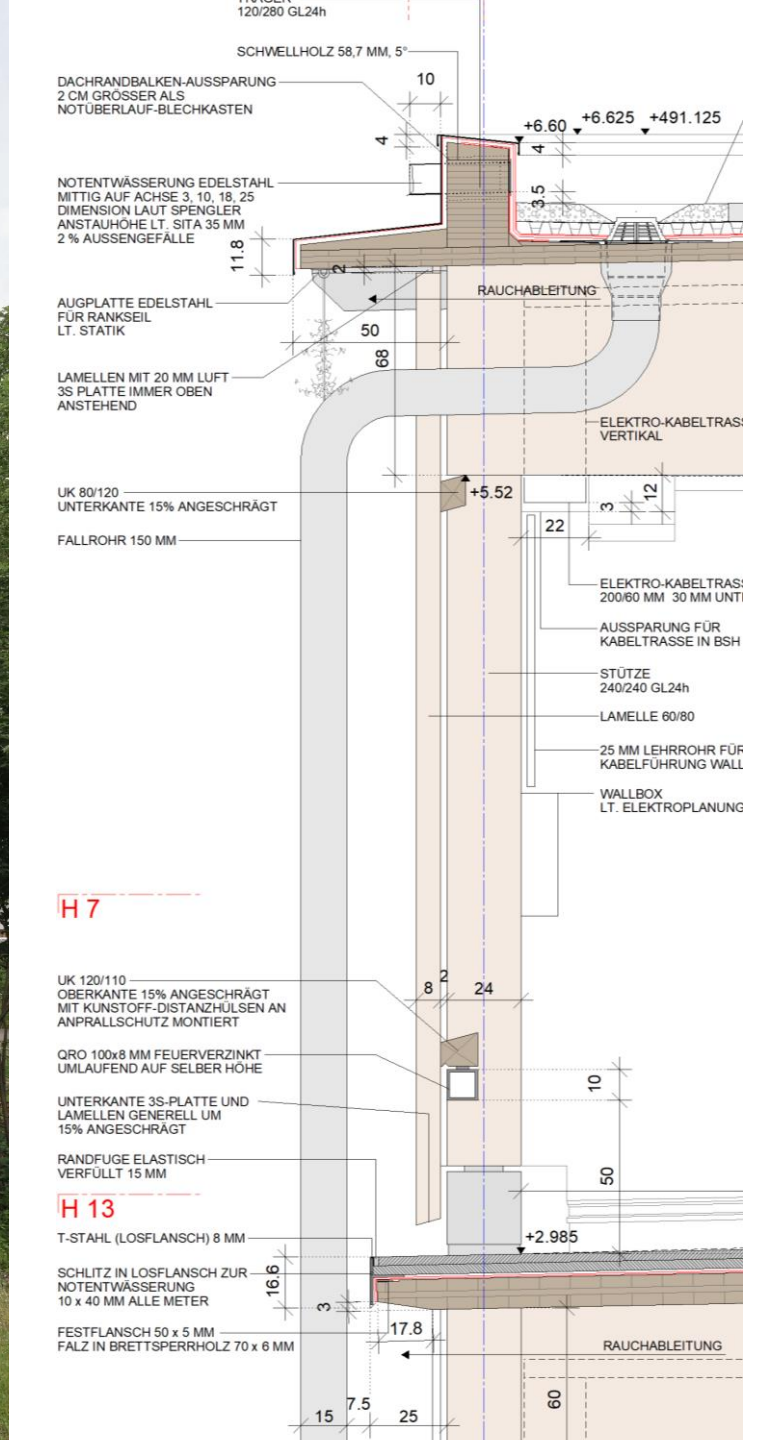 120/280 GL24h
SCHWELLHOLZ 58,7 MM, 5°
DACHRANDBALKEN-AUSSPARUNG
2 CM GRÖSSER ALS
NOTÜBERLAUF-BLECHKASTEN
10
+6.60
+6.625
+491.125
4
4
NOTENTWÄSSERUNG EDELSTAHL
MITTIG AUF ACHSE 3, 10, 18, 25
DIMENSION LAUT SPENGLER
ANSTAUHÖHE LT. SITA 35 MM
2 % AUSSENGEFÄLLE
3.5
11.8
2
RAUCHABLEITUNG
AUGPLATTE EDELSTAHL
FÜR RANKSEIL
LT. STATIK
50
68
LAMELLEN MIT 20 MM LUFT
3S PLATTE IMMER OBEN
ANSTEHEND
ELEKTRO-KABELTRAS
VERTIKAL
UK 80/120
UNTERKANTE 15% ANGESCHRÄGT
+5.52
3
12
22
FALLROHR 150 MM
ELEKTRO-KABELTRAS
200/60 MM 30 MM UNT
AUSSPARUNG FÜR
KABELTRASSE IN BSH
STÜTZE
240/240 GL24h
LAMELLE 60/80
25 MM LEHRROHR FÜR
KABELFÜHRUNG WALL
WALLBOX
LT. ELEKTROPLANUNG
H 7
UK 120/110
OBERKANTE 15% ANGESCHRÄGT
MIT KUNSTOFF-DISTANZHÜLSEN AN
ANPRALLSCHUTZ MONTIERT
8
2
24
QRO 100x8 MM FEUERVERZINKT
UMLAUFEND AUF SELBER HÖHE
10
UNTERKANTE 3S-PLATTE UND
LAMELLEN GENERELL UM
15% ANGESCHRÄGT
RANDFUGE ELASTISCH
VERFÜLLT 15 MM
50
H 13
T-STAHL (LOSFLANSCH) 8 MM
+2.985
SCHLITZ IN LOSFLANSCH ZUR
NOTENTWÄSSERUNG
10 x 40 MM ALLE METER
16.6
3
FESTFLANSCH 50 x 5 MM
FALZ IN BRETTSPERRHOLZ 70 x 6 MM
17.8
RAUCHABLEITUNG
60
15
7.5
25